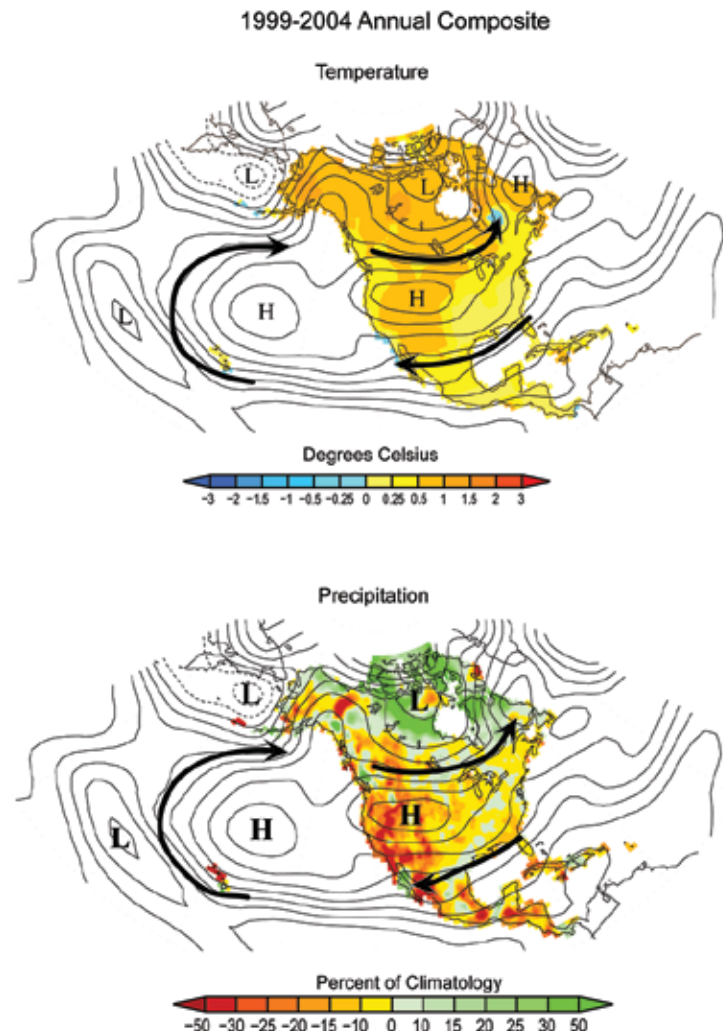 1999-2004 Annual Composite
Temperature
L
L
H
H
H
L
Degrees Celsius
-3 -2 -1.5 -1 -0.5 -0.25 0 0.25 0.5 1 1.5 2 3
Precipitation
L
L
H
H
L
Percent of Climatology
-50 -30 -25 -20 -15 -10 0 10 15 20 25 30 50